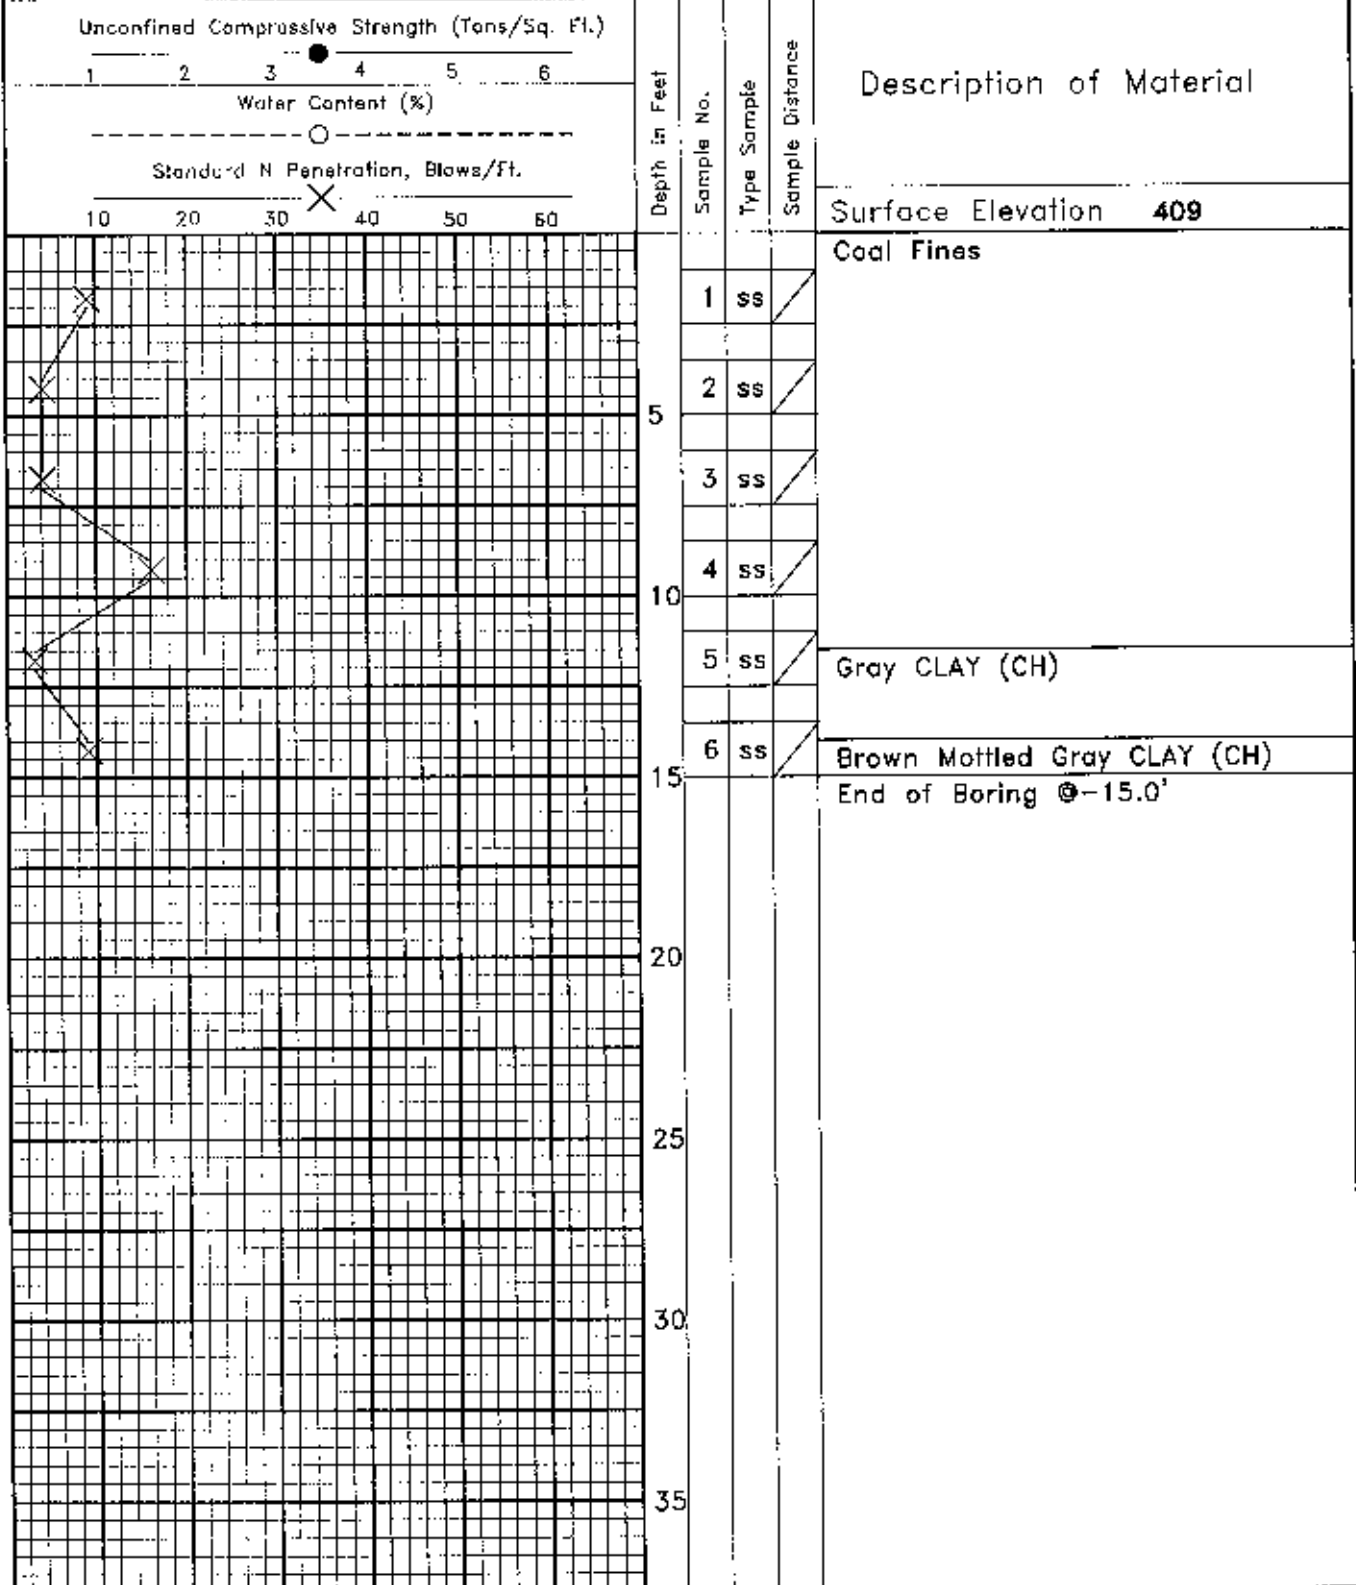 Unconfined Compressive Strength (Tons/Sq. Ft.)
1 2 3 4 5 6
Water Content (%)
Standard N Penetration, Blows/Ft.
10 20 30 40 50 60
Depth in Feet
Sample No.
Type Sample
Sample Distance
Description of Material
Surface Elevation 409
Coal Fines
1 SS
2 SS
5
3 SS
4 SS
10
5 SS
Gray CLAY (CH)
6 SS
Brown Mottled Gray CLAY (CH)
15
End of Boring @-15.0'
20
25
30
35